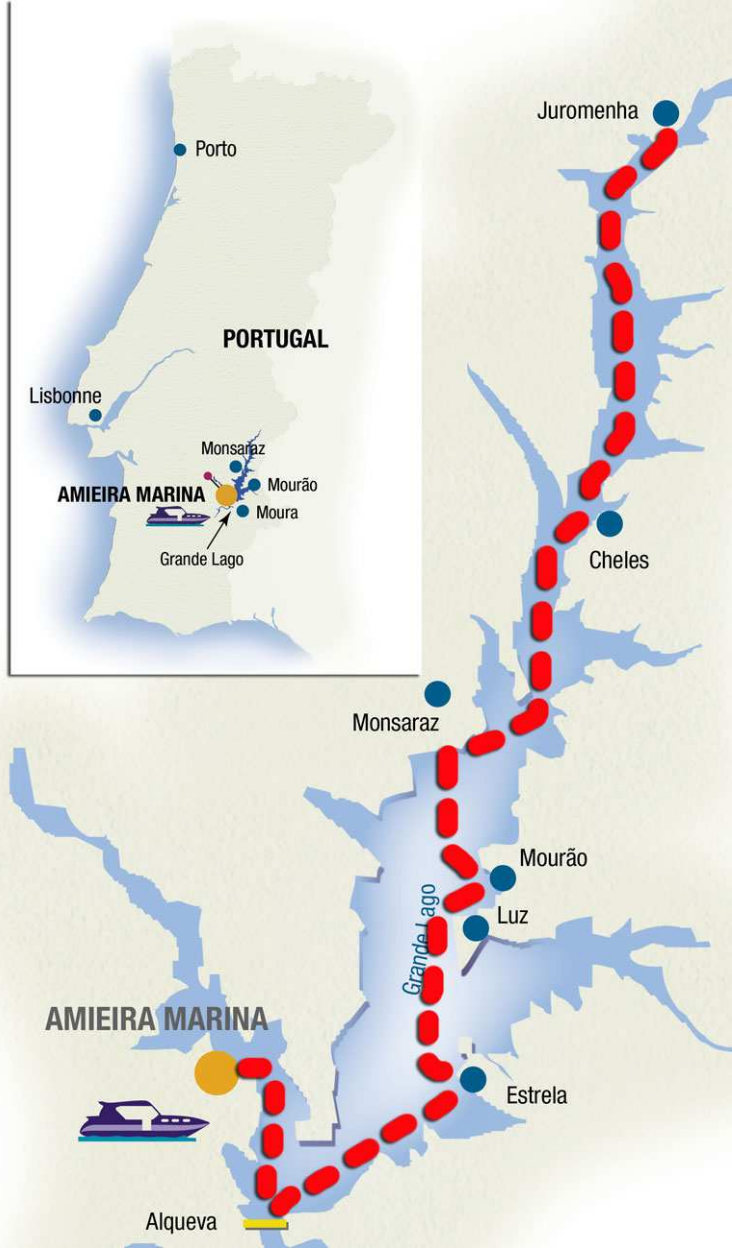 Porto
PORTUGAL
Lisbonne
Monsaraz
AMIEIRA MARINA
Mourão
Moura
Grande Lago
Juromenha
Cheles
Monsaraz
Mourão
Luz
Grande Lago
AMIEIRA MARINA
Estrela
Alqueva